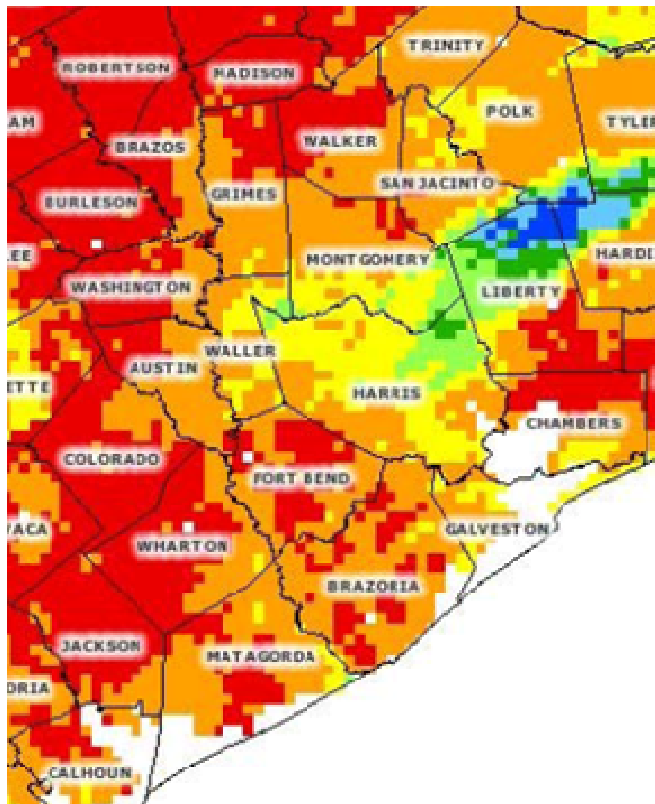 TRINITY
ROBERTSON
MADISON
POLK
AM
TYLER
BRAZOS
WALKER
SAN JACINTO
GRIMES
BURLESON
LEE
MONTGOMERY
HARDI
WASHINGTON
LIBERTY
WALLER
AUSTIN
ETTE
HARRIS
CHAMBERS
COLORADO
FORT BEND
VACA
GALVESTON
WHARTON
BRAZORIA
JACKSON
MATAGORDA
ORIA
CALHOUN